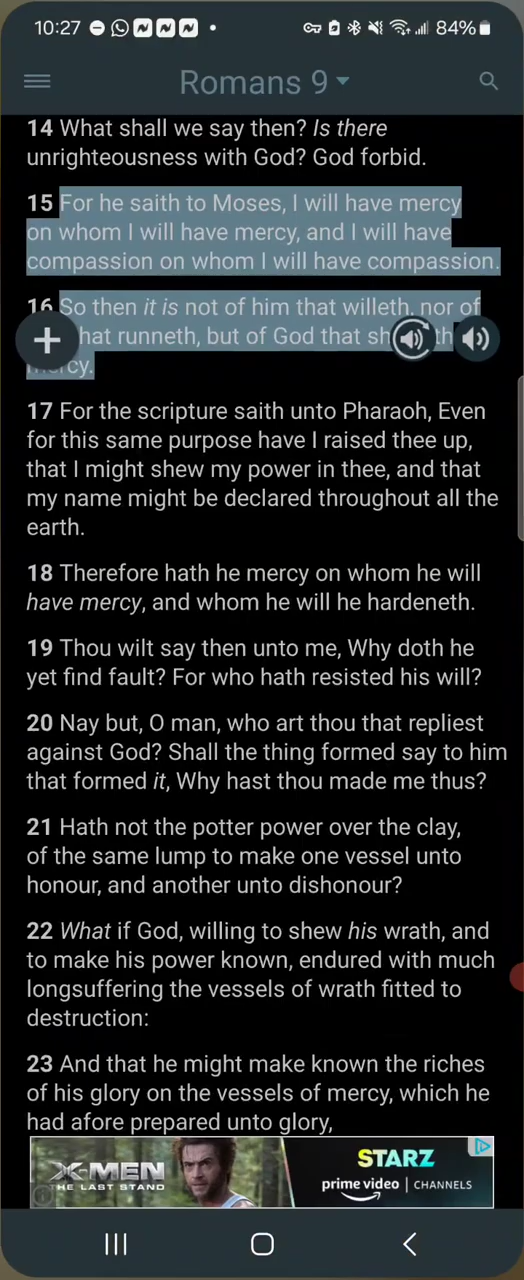 10:27
84%
Romans 9
14 What shall we say then? Is there
unrighteousness with God? God forbid.
15 For he saith to Moses, I will have mercy
on whom I will have mercy, and I will have
compassion on whom I will have compassion.
16 So then it is not of him that willeth, nor of
hat runneth, but of God that sh th
mercy.
17 For the scripture saith unto Pharaoh, Even
for this same purpose have I raised thee up,
that I might shew my power in thee, and that
my name might be declared throughout all the
earth.
18 Therefore hath he mercy on whom he will
have mercy, and whom he will he hardeneth.
19 Thou wilt say then unto me, Why doth he
yet find fault? For who hath resisted his will?
20 Nay but, O man, who art thou that repliest
against God? Shall the thing formed say to him
that formed it, Why hast thou made me thus?
21 Hath not the potter power over the clay,
of the same lump to make one vessel unto
honour, and another unto dishonour?
22 What if God, willing to shew his wrath, and
to make his power known, endured with much
longsuffering the vessels of wrath fitted to
destruction:
23 And that he might make known the riches
of his glory on the vessels of mercy, which he
had afore prepared unto glory,
X-MEN
THE LAST STAND
STARZ
prime video | CHANNELS